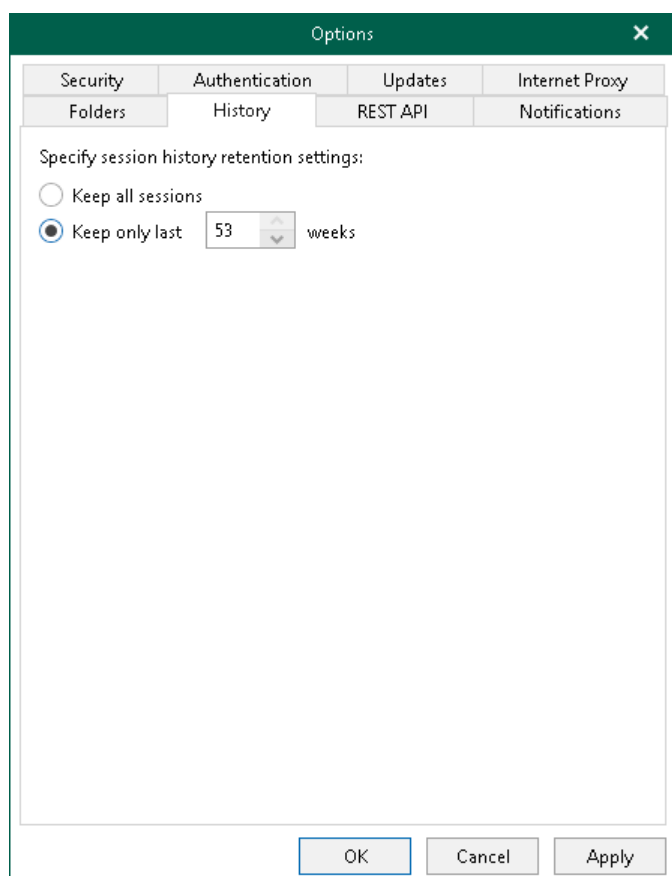 Options
Security Authentication Updates Internet Proxy
Folders History REST API Notifications
Specify session history retention settings:
Keep all sessions
Keep only last 53 weeks
OK Cancel Apply